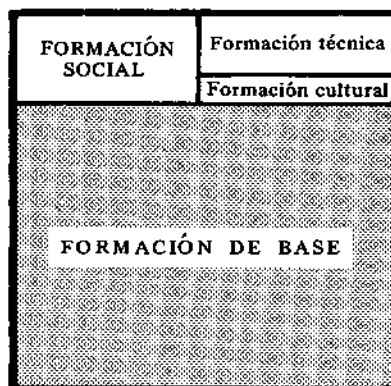 FORMACIÓN
SOCIAL
Formación técnica
Formación cultural
FORMACIÓN DE BASE